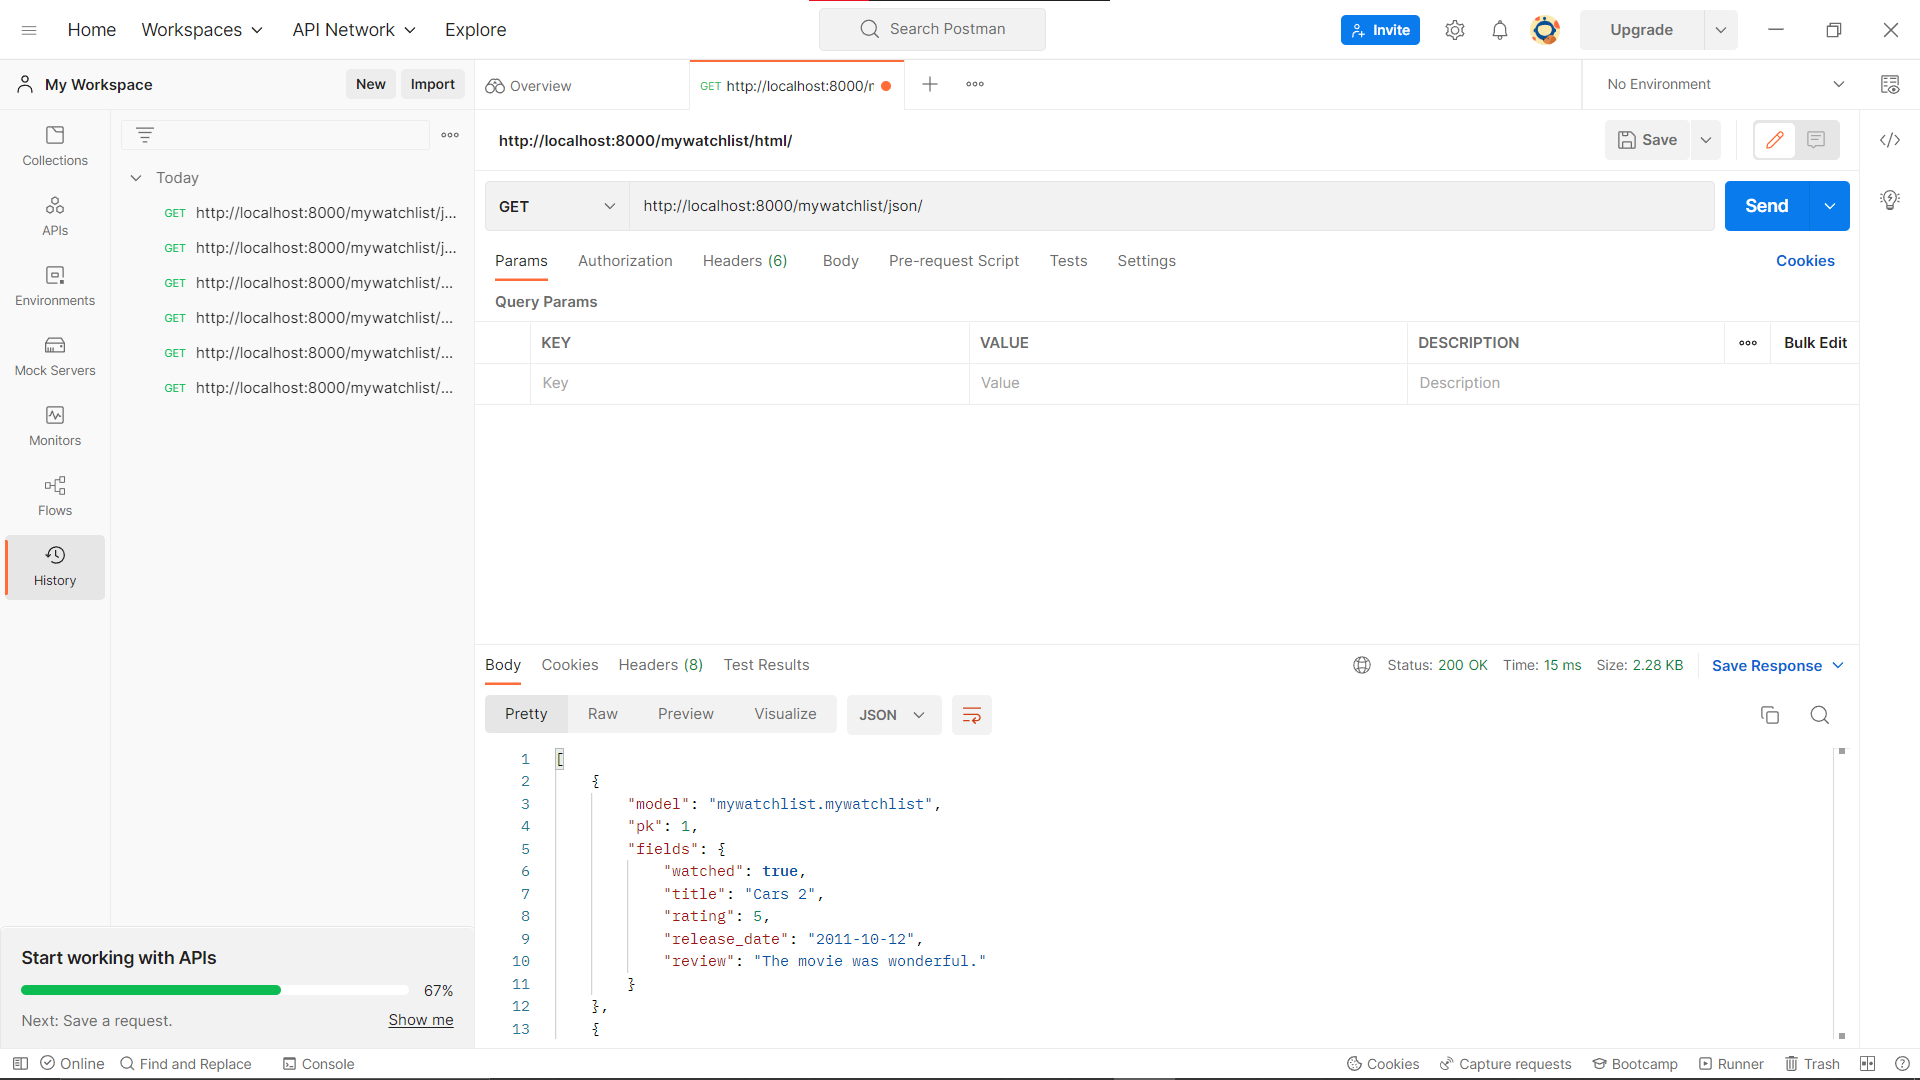 Home Workspaces API Network Explore Search Postman Invite Upgrade
My Workspace New Import Overview GET http://localhost:8000/r No Environment
Collections
APIs
Environments
Mock Servers
Monitors
Flows
History
Today
GET http://localhost:8000/mywatchlist/j...
GET http://localhost:8000/mywatchlist/j...
GET http://localhost:8000/mywatchlist/...
GET http://localhost:8000/mywatchlist/...
GET http://localhost:8000/mywatchlist/...
GET http://localhost:8000/mywatchlist/...
Start working with APIs
67%
Next: Save a request. Show me
http://localhost:8000/mywatchlist/html/ Save
GET http://localhost:8000/mywatchlist/json/ Send
Params Authorization Headers (6) Body Pre-request Script Tests Settings Cookies
Query Params
KEY VALUE DESCRIPTION Bulk Edit
Key Value Description
Body Cookies Headers (8) Test Results Status: 200 OK Time: 15 ms Size: 2.28 KB Save Response
Pretty Raw Preview Visualize JSON
1 [
2 {
3 "model": "mywatchlist.mywatchlist",
4 "pk": 1,
5 "fields": {
6 "watched": true,
7 "title": "Cars 2",
8 "rating": 5,
9 "release_date": "2011-10-12",
10 "review": "The movie was wonderful."
11 }
12 },
13 {
Online Find and Replace Console Cookies Capture requests Bootcamp Runner Trash